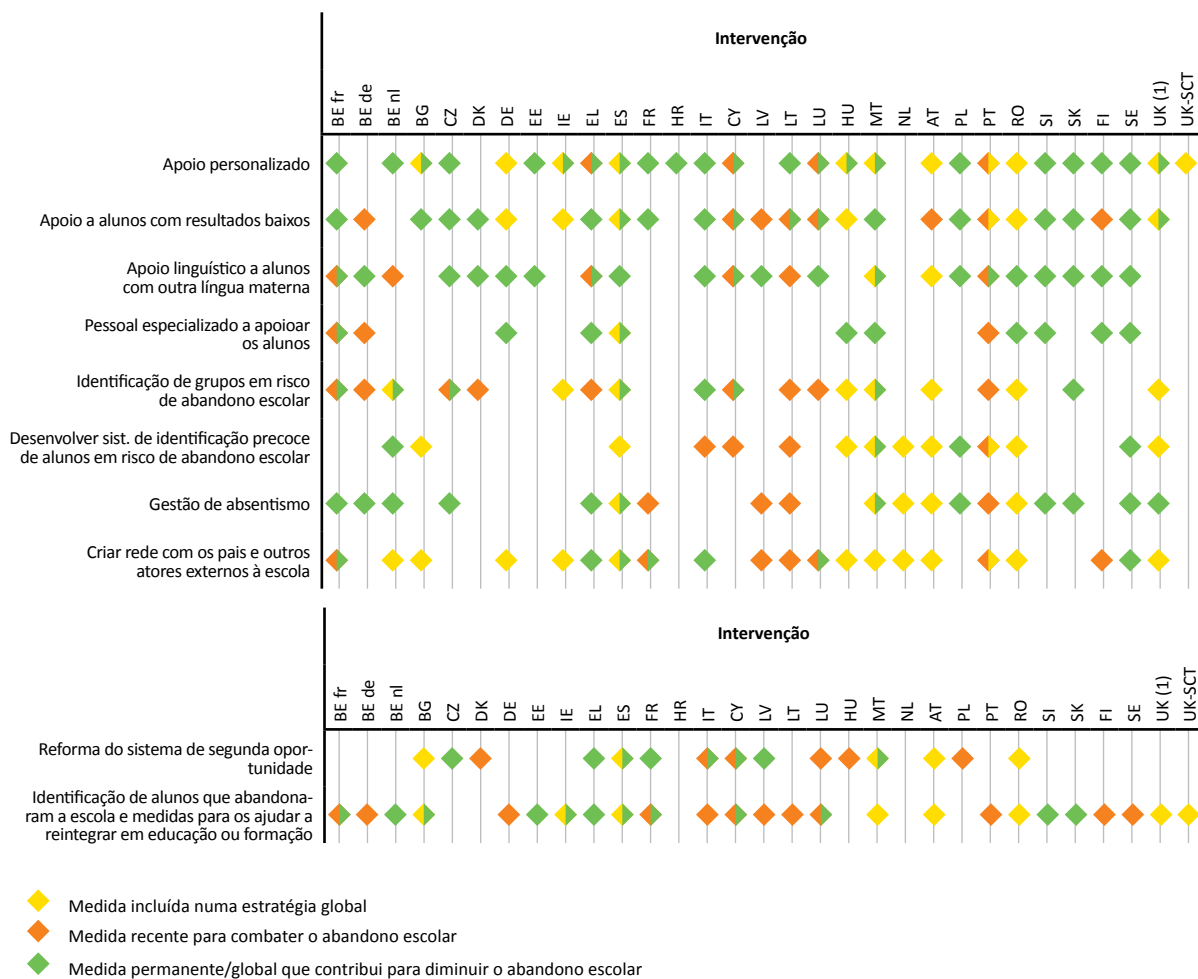 Intervenção
BE fr BE de BE nl BG CZ DK DE EE IE EL ES FR HR IT CY LV LT LU HU MT NL AT PL PT RO SI SK FI SE UK (1) UK-SCT
Apoio personalizado
Apoio a alunos com resultados baixos
Apoio linguístico a alunos
com outra língua materna
Pessoal especializado a apoioar
os alunos
Identificação de grupos em risco
de abandono escolar
Desenvolver sist. de identificação precoce
de alunos em risco de abandono escolar
Gestão de absentismo
Criar rede com os pais e outros
atores externos à escola
Intervenção
BE fr BE de BE nl BG CZ DK DE EE IE EL ES FR HR IT CY LV LT LU HU MT NL AT PL PT RO SI SK FI SE UK (1) UK-SCT
Reforma do sistema de segunda opor-
tunidade
Identificação de alunos que abandona-
ram a escola e medidas para os ajudar a
reintegrar em educação ou formação
Medida incluída numa estratégia global
Medida recente para combater o abandono escolar
Medida permanente/global que contribui para diminuir o abandono escolar